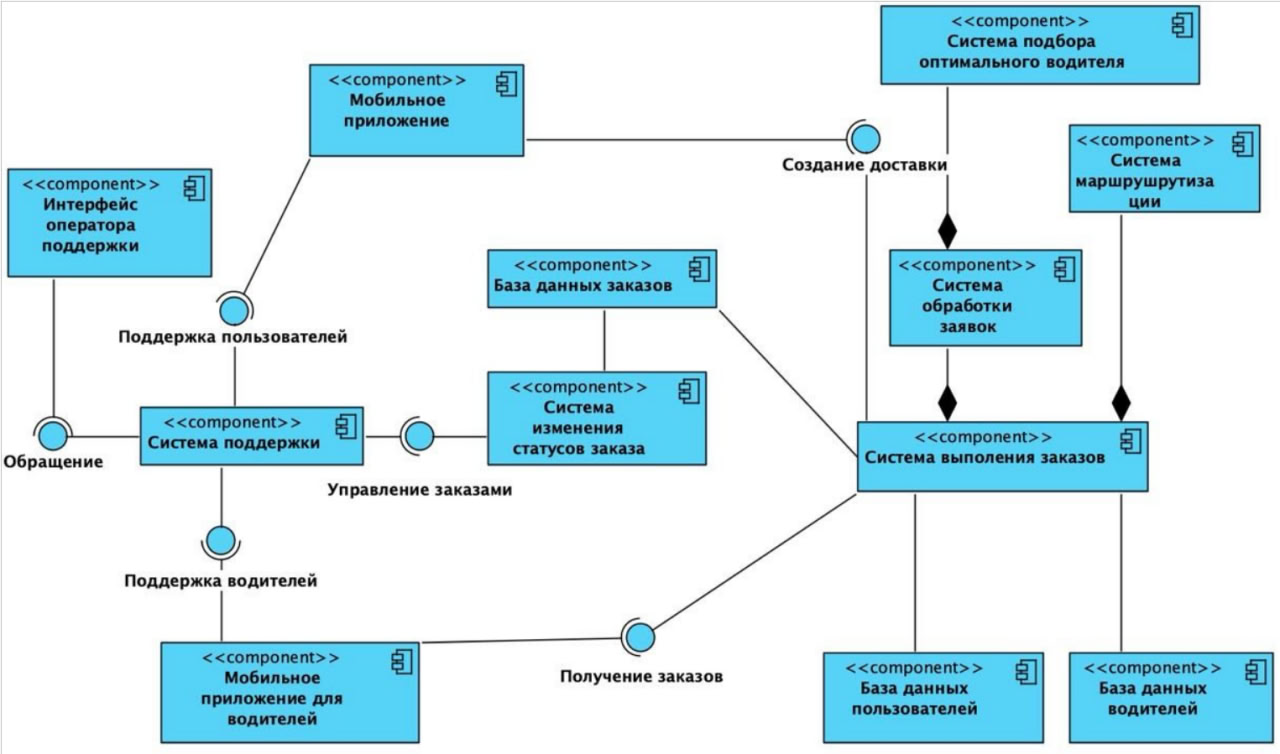 <<component>>
Система подбора
оптимального водителя
<<component>>
Мобильное
приложение
Создание доставки
<<component>>
Система
маршрушрутиза
ции
<<component>>
Интерфейс
оператора
поддержки
<<component>>
База данных заказов
<<component>>
Система
обработки
заявок
Поддержка пользователей
<<component>>
Система изменения
статусов заказа
<<component>>
Система поддержки
<<component>>
Система выполения заказов
Обращение
Управление заказами
Поддержка водителей
<<component>>
Мобильное
приложение для
водителей
Получение заказов
<<component>>
База данных
пользователей
<<component>>
База данных
водителей